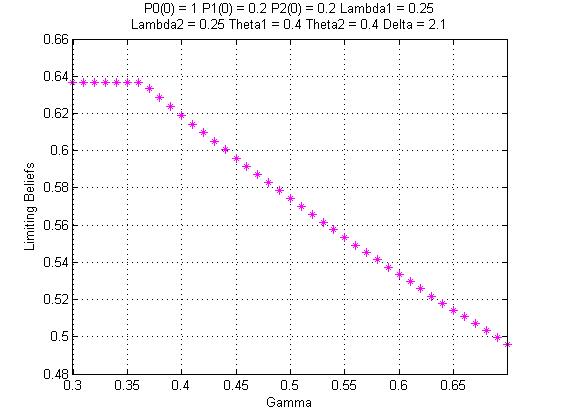 P0(0) = 1 P1(0) = 0.2 P2(0) = 0.2 Lambda1 = 0.25
Lambda2 = 0.25 Theta1 = 0.4 Theta2 = 0.4 Delta = 2.1
0.66
0.64
0.62
0.6
0.58
0.56
0.54
0.52
0.5
0.48
Limiting Beliefs
0.3 0.35 0.4 0.45 0.5 0.55 0.6 0.65
Gamma